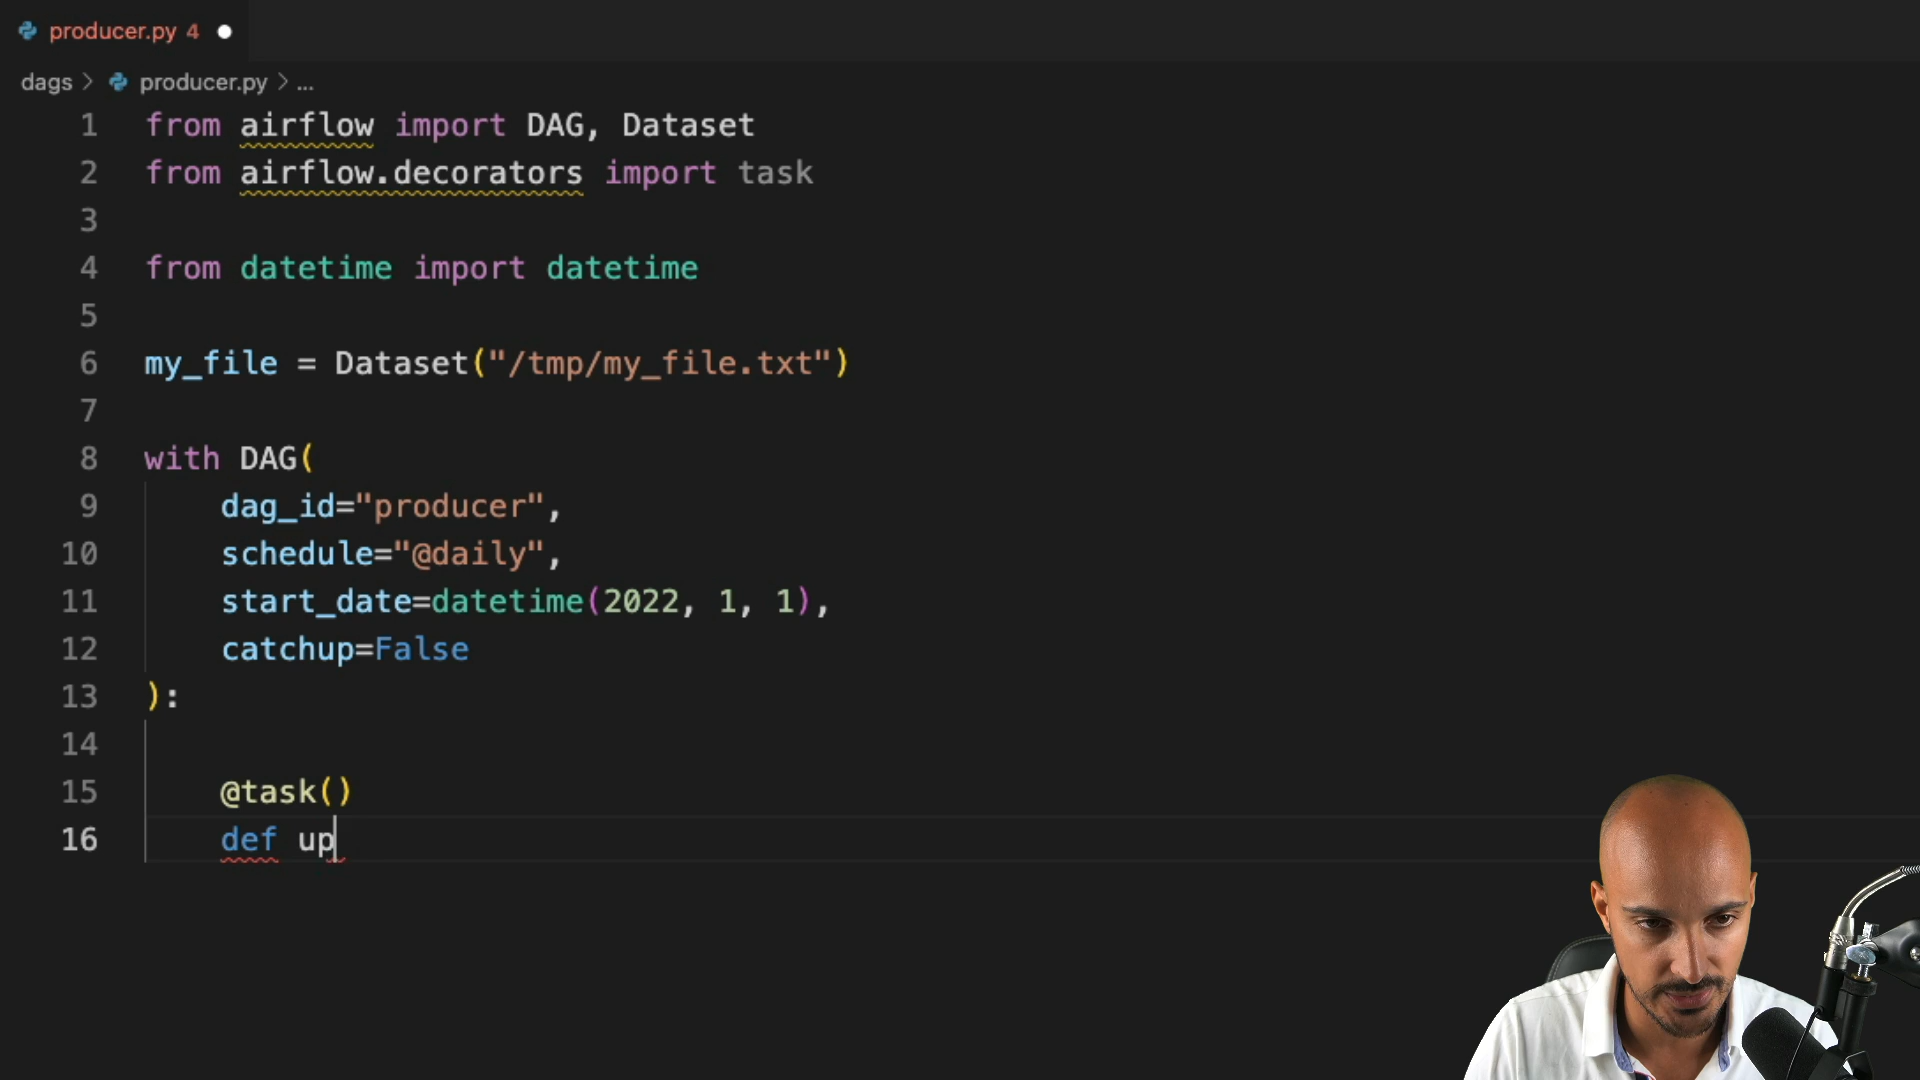 producer.py 4
dags > producer.py > ...
1 from airflow import DAG, Dataset
2 from airflow.decorators import task
3
4 from datetime import datetime
5
6 my_file = Dataset("/tmp/my_file.txt")
7
8 with DAG(
9     dag_id="producer",
10     schedule="@daily",
11     start_date=datetime(2022, 1, 1),
12     catchup=False
13 ):
14
15     @task()
16     def up